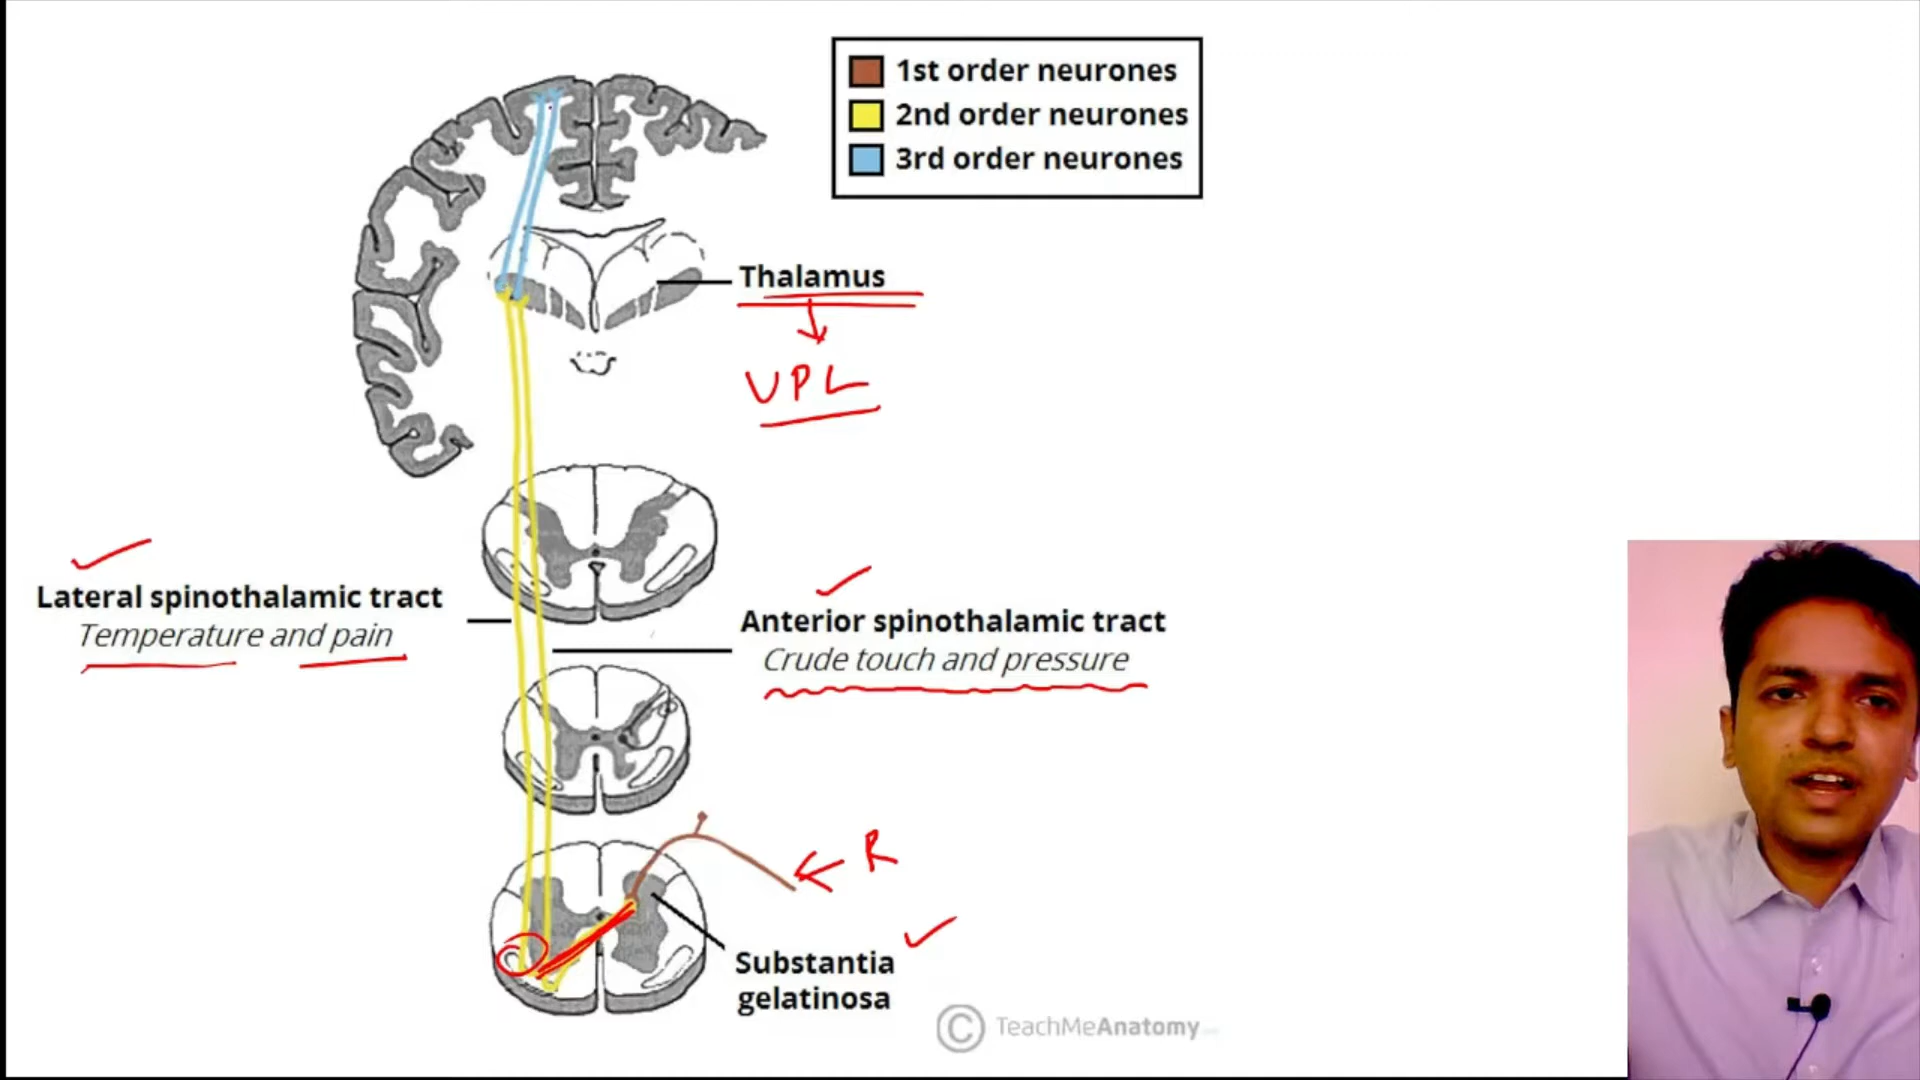 1st order neurones
2nd order neurones
3rd order neurones
Thalamus
VPL
Lateral spinothalamic tract
Temperature and pain
Anterior spinothalamic tract
Crude touch and pressure
R
Substantia
gelatinosa
© TeachMeAnatomy